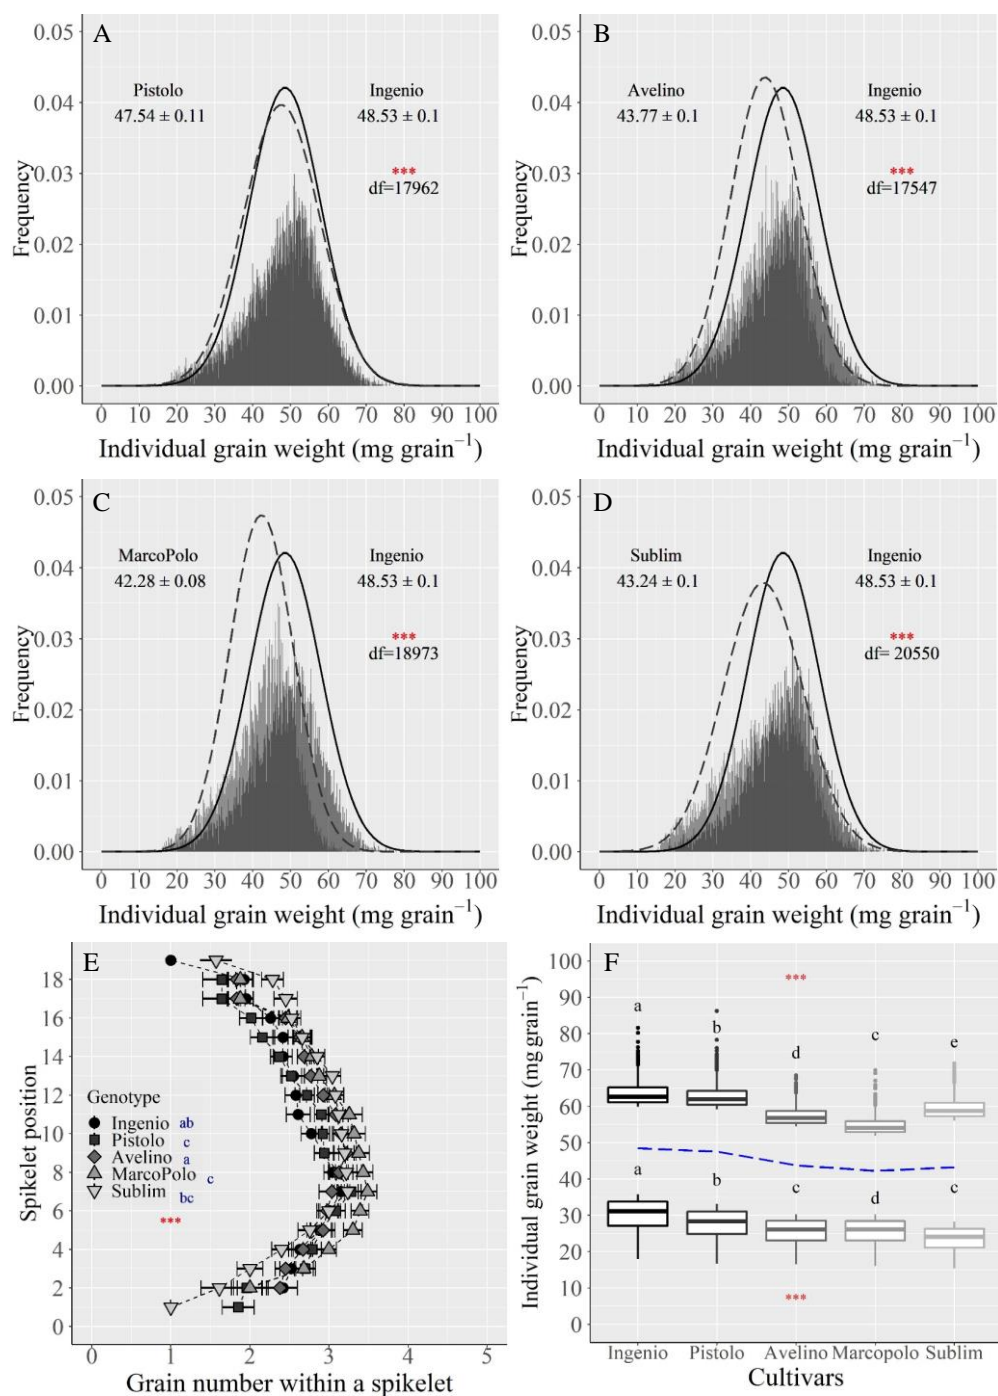 A
0.05
0.04
0.03
0.02
0.01
0.00
Frequency
Pistolo
47.54 ± 0.11
Ingenio
48.53 ± 0.1
***
df=17962
0 10 20 30 40 50 60 70 80 90 100
Individual grain weight (mg grain⁻¹)
B
0.05
0.04
0.03
0.02
0.01
0.00
Frequency
Avelino
43.77 ± 0.1
Ingenio
48.53 ± 0.1
***
df=17547
0 10 20 30 40 50 60 70 80 90 100
Individual grain weight (mg grain⁻¹)
C
0.05
0.04
0.03
0.02
0.01
0.00
Frequency
MarcoPolo
42.28 ± 0.08
Ingenio
48.53 ± 0.1
***
df=18973
0 10 20 30 40 50 60 70 80 90 100
Individual grain weight (mg grain⁻¹)
D
0.05
0.04
0.03
0.02
0.01
0.00
Frequency
Sublim
43.24 ± 0.1
Ingenio
48.53 ± 0.1
***
df= 20550
0 10 20 30 40 50 60 70 80 90 100
Individual grain weight (mg grain⁻¹)
E
18
16
14
12
10
8
6
4
2
0
Spikelet position
Genotype
Ingenio ab
Pistolo c
Avelino a
MarcoPolo c
Sublim bc
***
0 1 2 3 4 5
Grain number within a spikelet
F
100
90
80
70
60
50
40
30
20
10
0
Individual grain weight (mg grain⁻¹)
***
a b d c e
a b c d c
***
Ingenio Pistolo Avelino Marcopolo Sublim
Cultivars